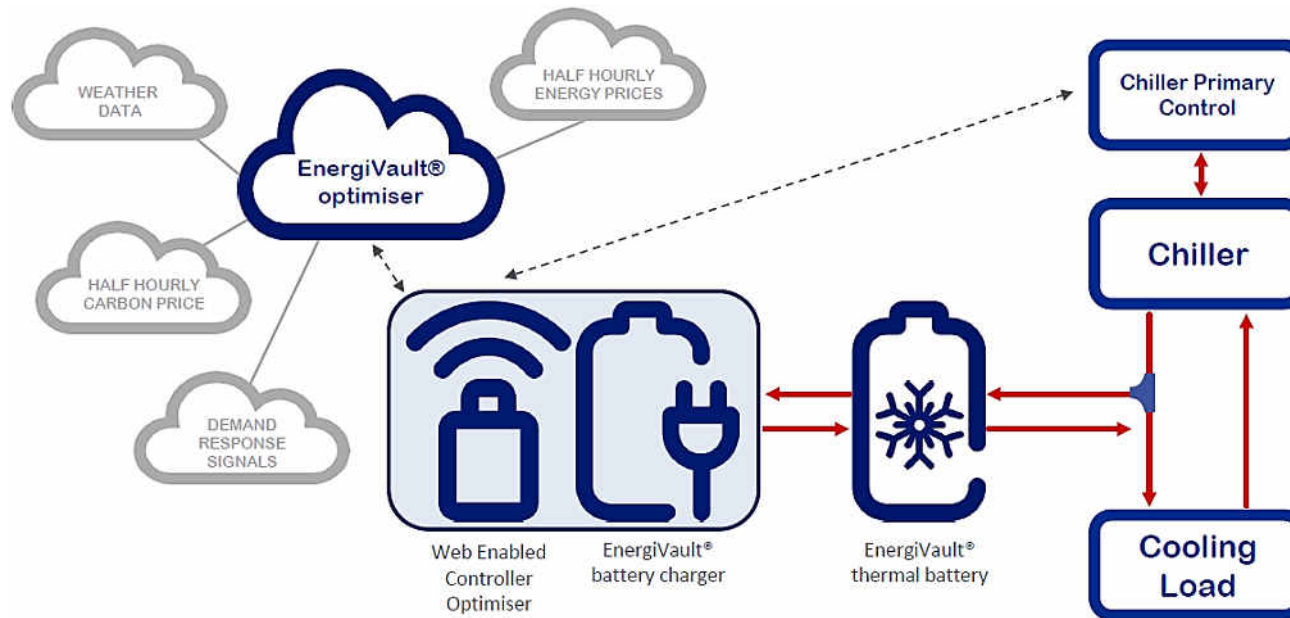 WEATHER
DATA
HALF HOURLY
ENERGY PRICES
EnergiVault®
optimiser
HALF HOURLY
CARBON PRICE
DEMAND
RESPONSE
SIGNALS
Chiller Primary
Control
Chiller
Web Enabled
Controller
Optimiser
EnergiVault®
battery charger
EnergiVault®
thermal battery
Cooling
Load